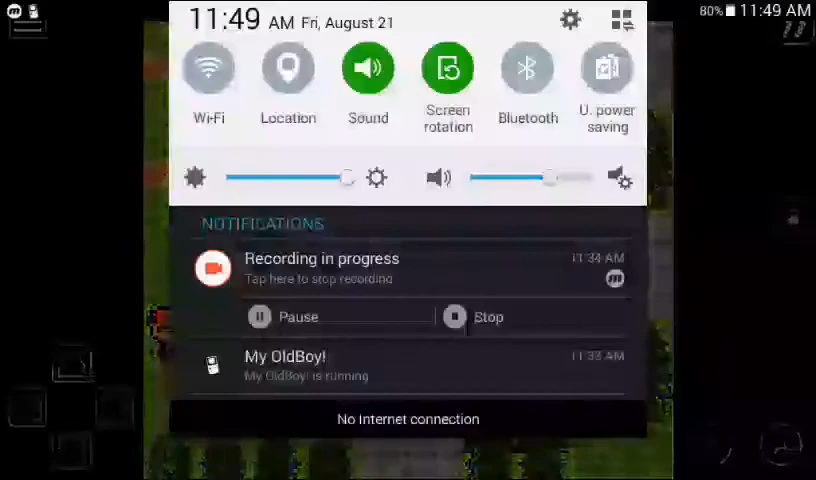 80% 11:49 AM
11:49 AM Fri, August 21
Wi-Fi
Location
Sound
Screen rotation
Bluetooth
U. power saving
NOTIFICATIONS
Recording in progress 11:34 AM
Tap here to stop recording
Pause
Stop
My OldBoy! 11:33 AM
My OldBoy! is running
No Internet connection